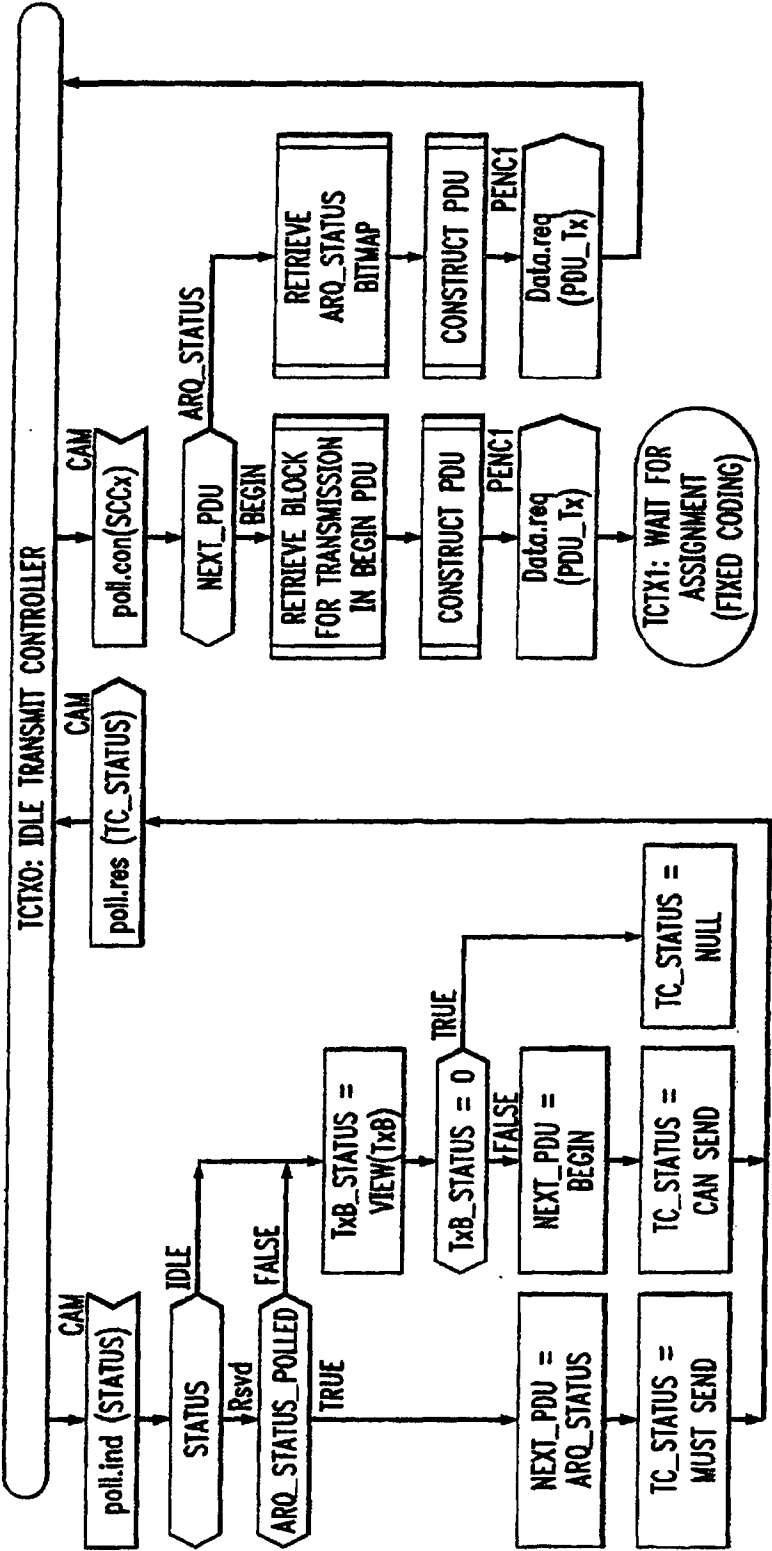 TCTX0: IDLE TRANSMIT CONTROLLER
CAM
poll.ind (STATUS)
STATUS
IDLE
Rsvd
ARQ_STATUS_POLLED
FALSE
TRUE
TxB_STATUS =
VIEW(TxB)
TxB_STATUS = 0
TRUE
FALSE
NEXT_PDU =
ARQ_STATUS
NEXT_PDU =
BEGIN
TC_STATUS =
MUST SEND
TC_STATUS =
CAN SEND
TC_STATUS =
NULL
CAM
poll.res (TC_STATUS)
CAM
poll.con(SCCx)
NEXT_PDU
ARQ_STATUS
BEGIN
RETRIEVE BLOCK
FOR TRANSMISSION
IN BEGIN PDU
CONSTRUCT PDU
PENC1
Data.req
(PDU_Tx)
TCTX1: WAIT FOR
ASSIGNMENT
(FIXED CODING)
RETRIEVE
ARQ_STATUS
BITMAP
CONSTRUCT PDU
PENC1
Data.req
(PDU_Tx)